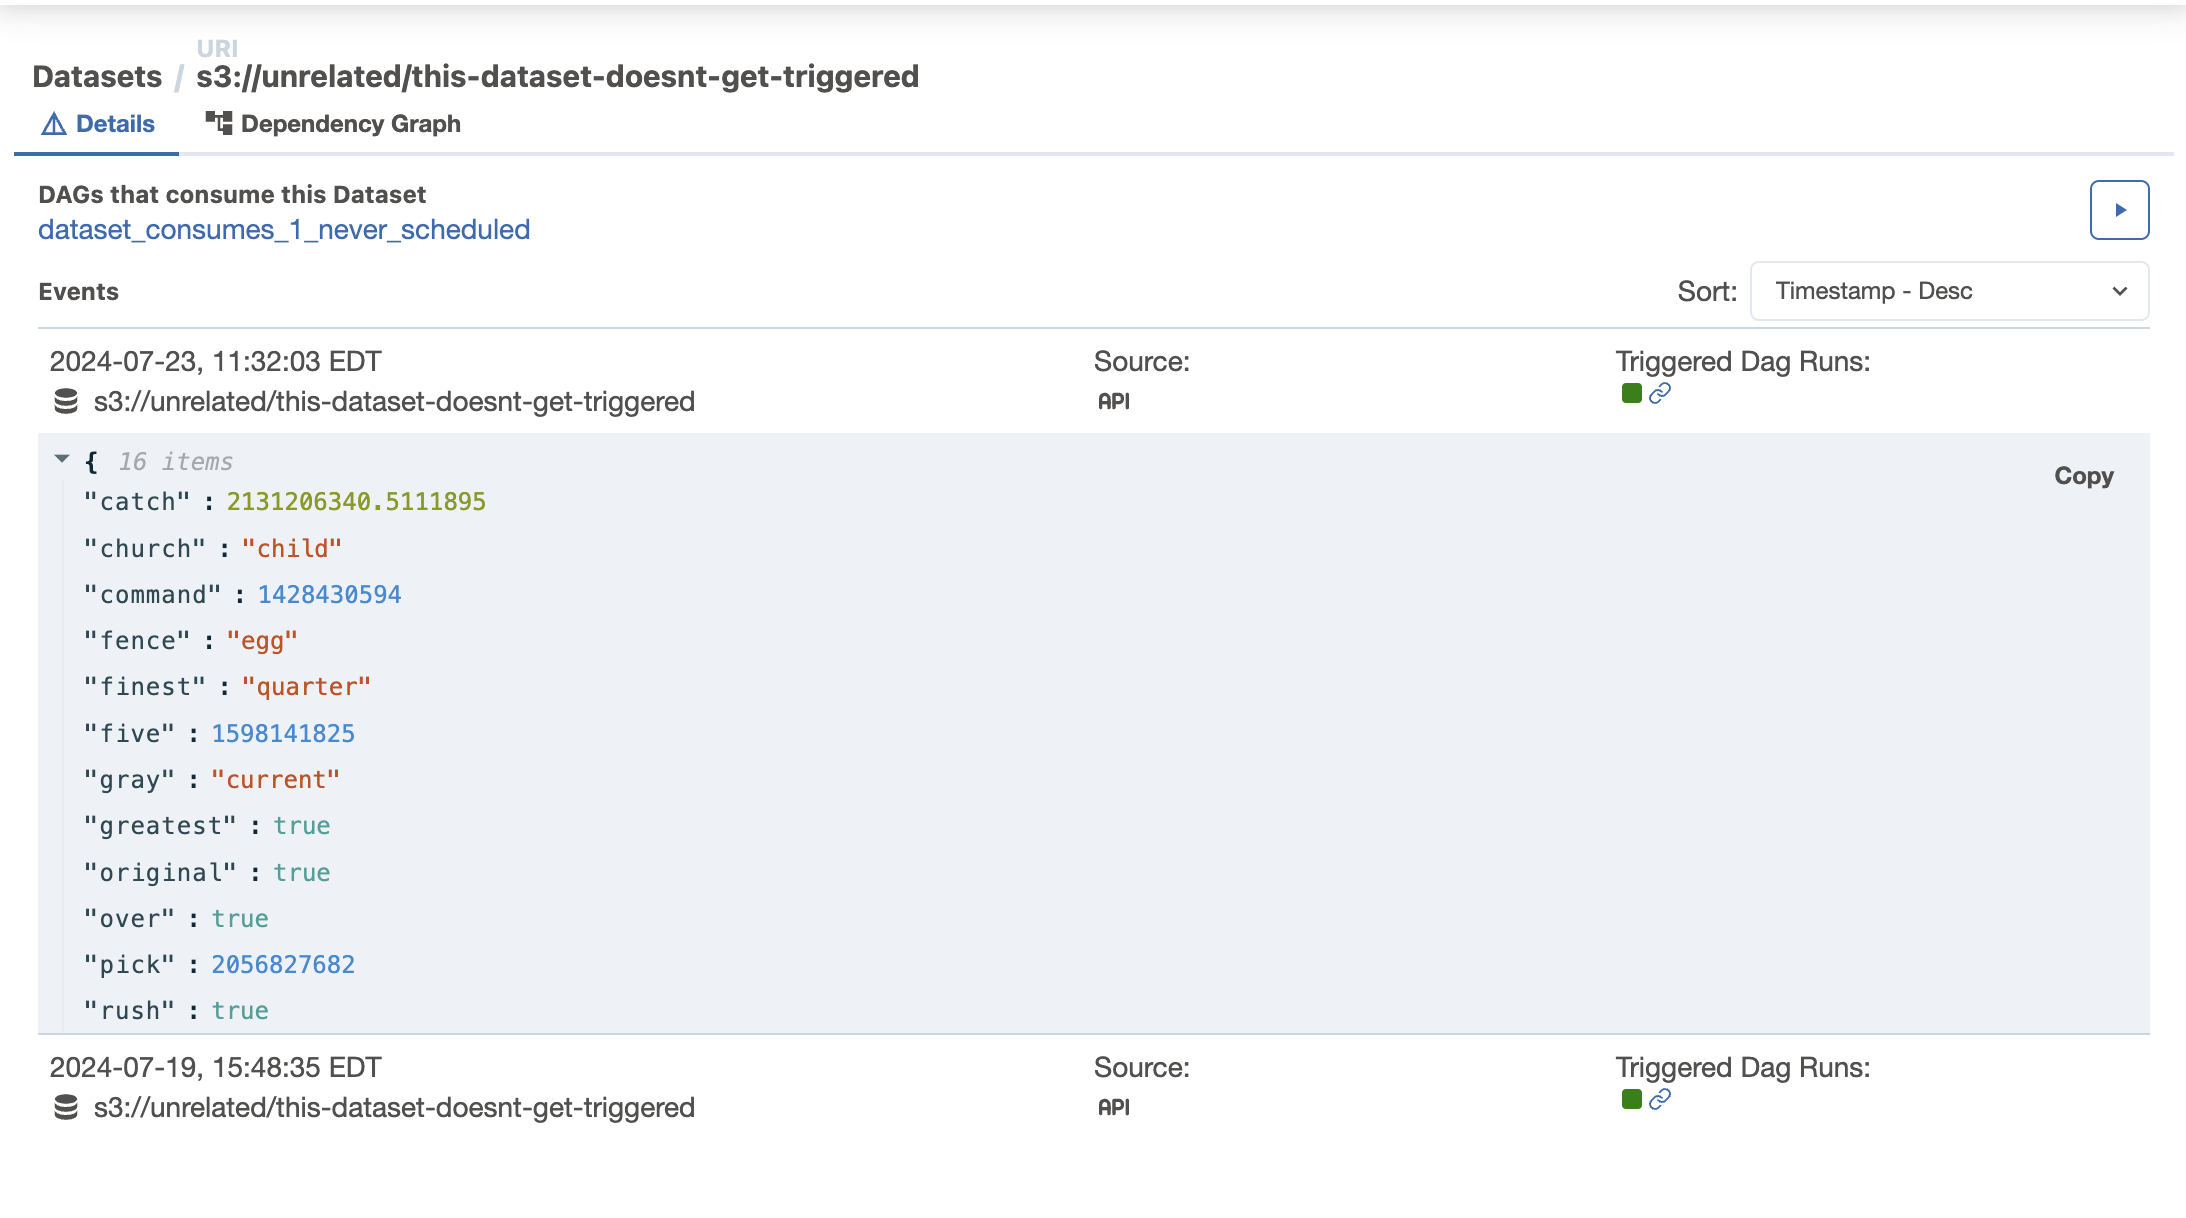 URI
Datasets / s3://unrelated/this-dataset-doesnt-get-triggered
Details Dependency Graph
DAGs that consume this Dataset
dataset_consumes_1_never_scheduled
Events Sort: Timestamp - Desc
2024-07-23, 11:32:03 EDT Source: Triggered Dag Runs:
s3://unrelated/this-dataset-doesnt-get-triggered API
{ 16 items
Copy
"catch" : 2131206340.5111895
"church" : "child"
"command" : 1428430594
"fence" : "egg"
"finest" : "quarter"
"five" : 1598141825
"gray" : "current"
"greatest" : true
"original" : true
"over" : true
"pick" : 2056827682
"rush" : true
2024-07-19, 15:48:35 EDT Source: Triggered Dag Runs:
s3://unrelated/this-dataset-doesnt-get-triggered API